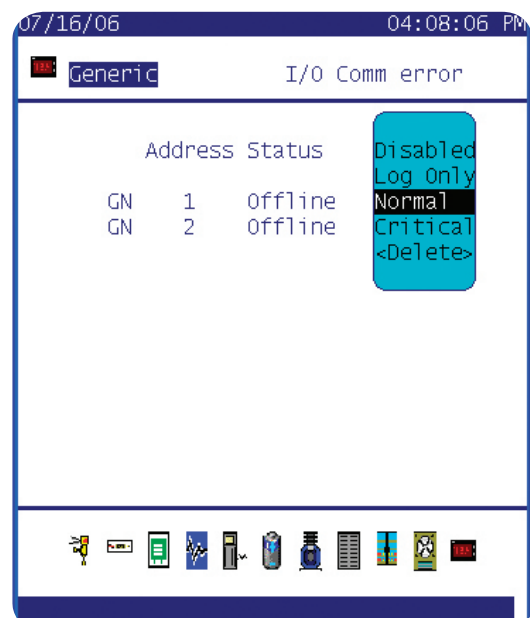 07/16/06 04:08:06 PM
Generic I/O Comm error
Address Status
GN 1 Offline
GN 2 Offline
Disabled
Log Only
Normal
Critical
<Delete>